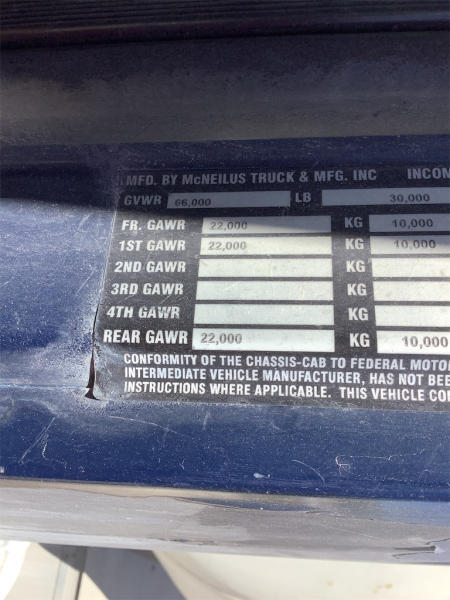 MFD. BY McNEILUS TRUCK & MFG. INC INCOM
GVWR 66,000 LB 30,000
FR. GAWR 22,000 KG 10,000
1ST GAWR 22,000 KG 10,000
2ND GAWR KG
3RD GAWR KG
4TH GAWR KG
REAR GAWR 22,000 KG 10,000
CONFORMITY OF THE CHASSIS-CAB TO FEDERAL MOTO
INTERMEDIATE VEHICLE MANUFACTURER, HAS NOT BEE
INSTRUCTIONS WHERE APPLICABLE. THIS VEHICLE CO